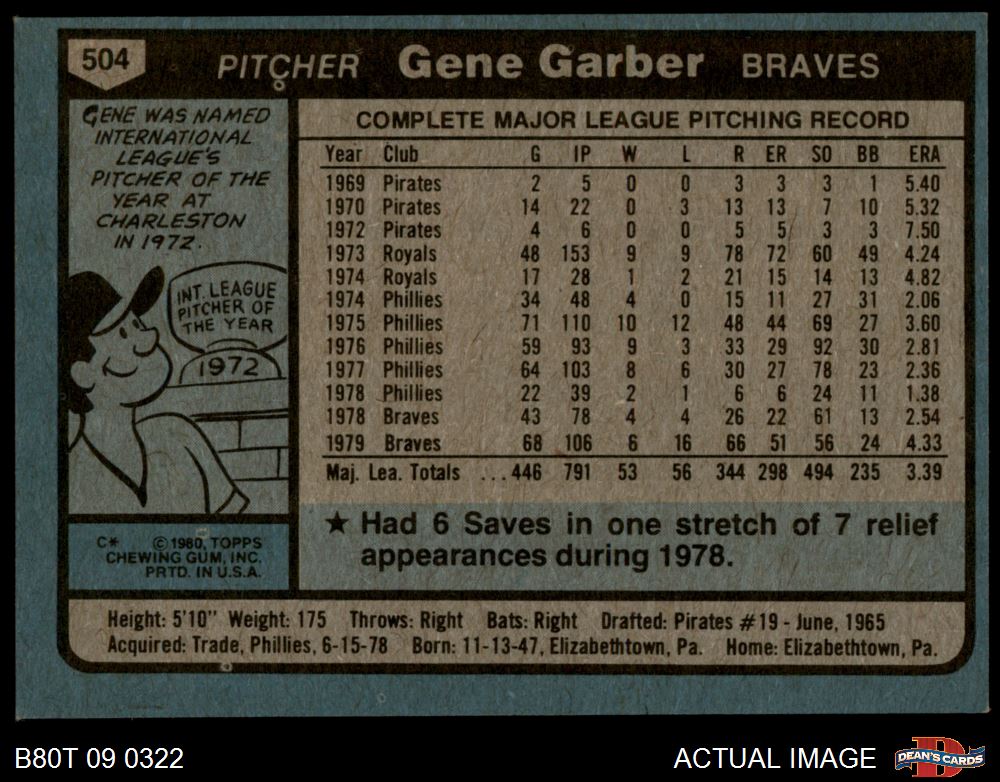 504
PITCHER Gene Garber BRAVES
GENE WAS NAMED
INTERNATIONAL
LEAGUE'S
PITCHER OF THE
YEAR AT
CHARLESTON
IN 1972.
INT. LEAGUE
PITCHER OF
THE YEAR
1972
C* © 1980, TOPPS
CHEWING GUM, INC.
PRTD. IN U.S.A.
COMPLETE MAJOR LEAGUE PITCHING RECORD
Year Club G IP W L R ER SO BB ERA
1969 Pirates 2 5 0 0 3 3 3 1 5.40
1970 Pirates 14 22 0 3 13 13 7 10 5.32
1972 Pirates 4 6 0 0 5 5 3 3 7.50
1973 Royals 48 153 9 9 78 72 60 49 4.24
1974 Royals 17 28 1 2 21 15 14 13 4.82
1974 Phillies 34 48 4 0 15 11 27 31 2.06
1975 Phillies 71 110 10 12 48 44 69 27 3.60
1976 Phillies 59 93 9 3 33 29 92 30 2.81
1977 Phillies 64 103 8 6 30 27 78 23 2.36
1978 Phillies 22 39 2 1 6 6 24 11 1.38
1978 Braves 43 78 4 4 26 22 61 13 2.54
1979 Braves 68 106 6 16 66 51 56 24 4.33
Maj. Lea. Totals ... 446 791 53 56 344 298 494 235 3.39
★ Had 6 Saves in one stretch of 7 relief
appearances during 1978.
Height: 5'10" Weight: 175 Throws: Right Bats: Right Drafted: Pirates #19 - June, 1965
Acquired: Trade, Phillies, 6-15-78 Born: 11-13-47, Elizabethtown, Pa. Home: Elizabethtown, Pa.
B80T 09 0322
ACTUAL IMAGE
D
DEAN'S CARDS